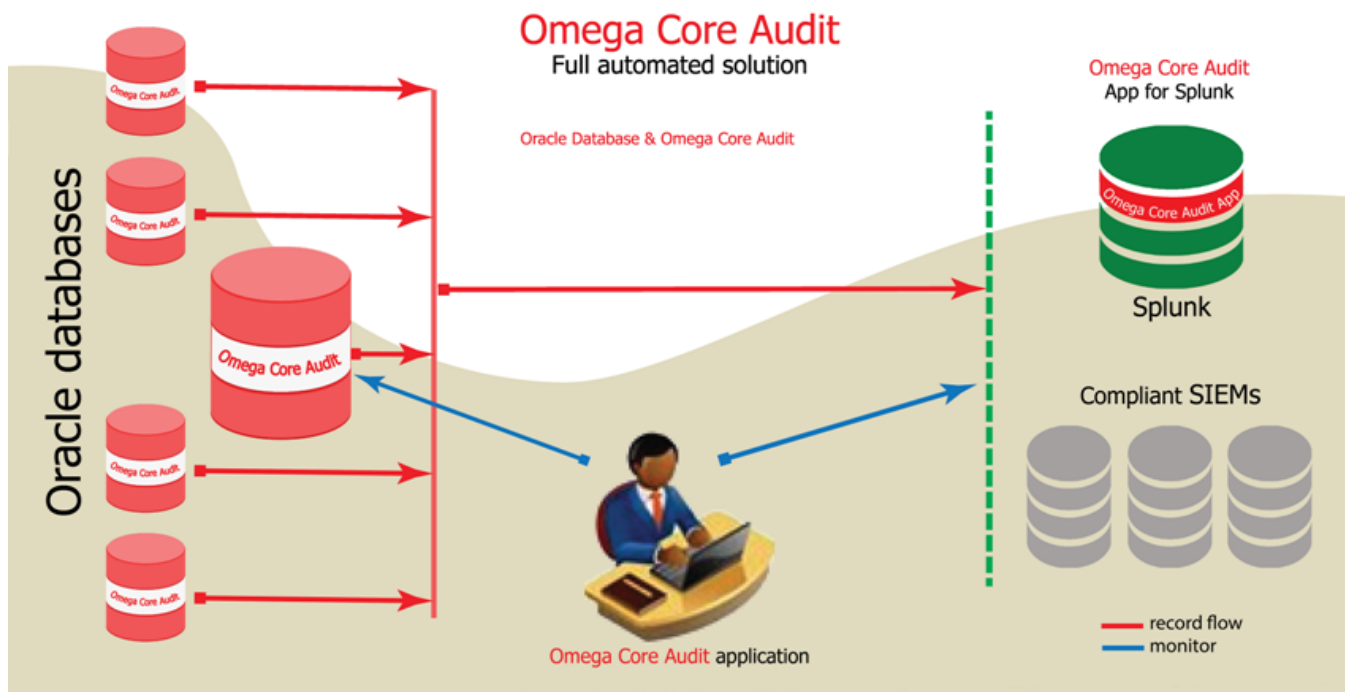 Omega Core Audit
Full automated solution
Oracle Database & Omega Core Audit
Oracle databases
Omega Core Audit.
Omega Core Audit.
Omega Core Audit.
Omega Core Audit.
Omega Core Audit.
Omega Core Audit
App for Splunk
Omega Core Audit App
Splunk
Compliant SIEMs
Omega Core Audit application
record flow
monitor